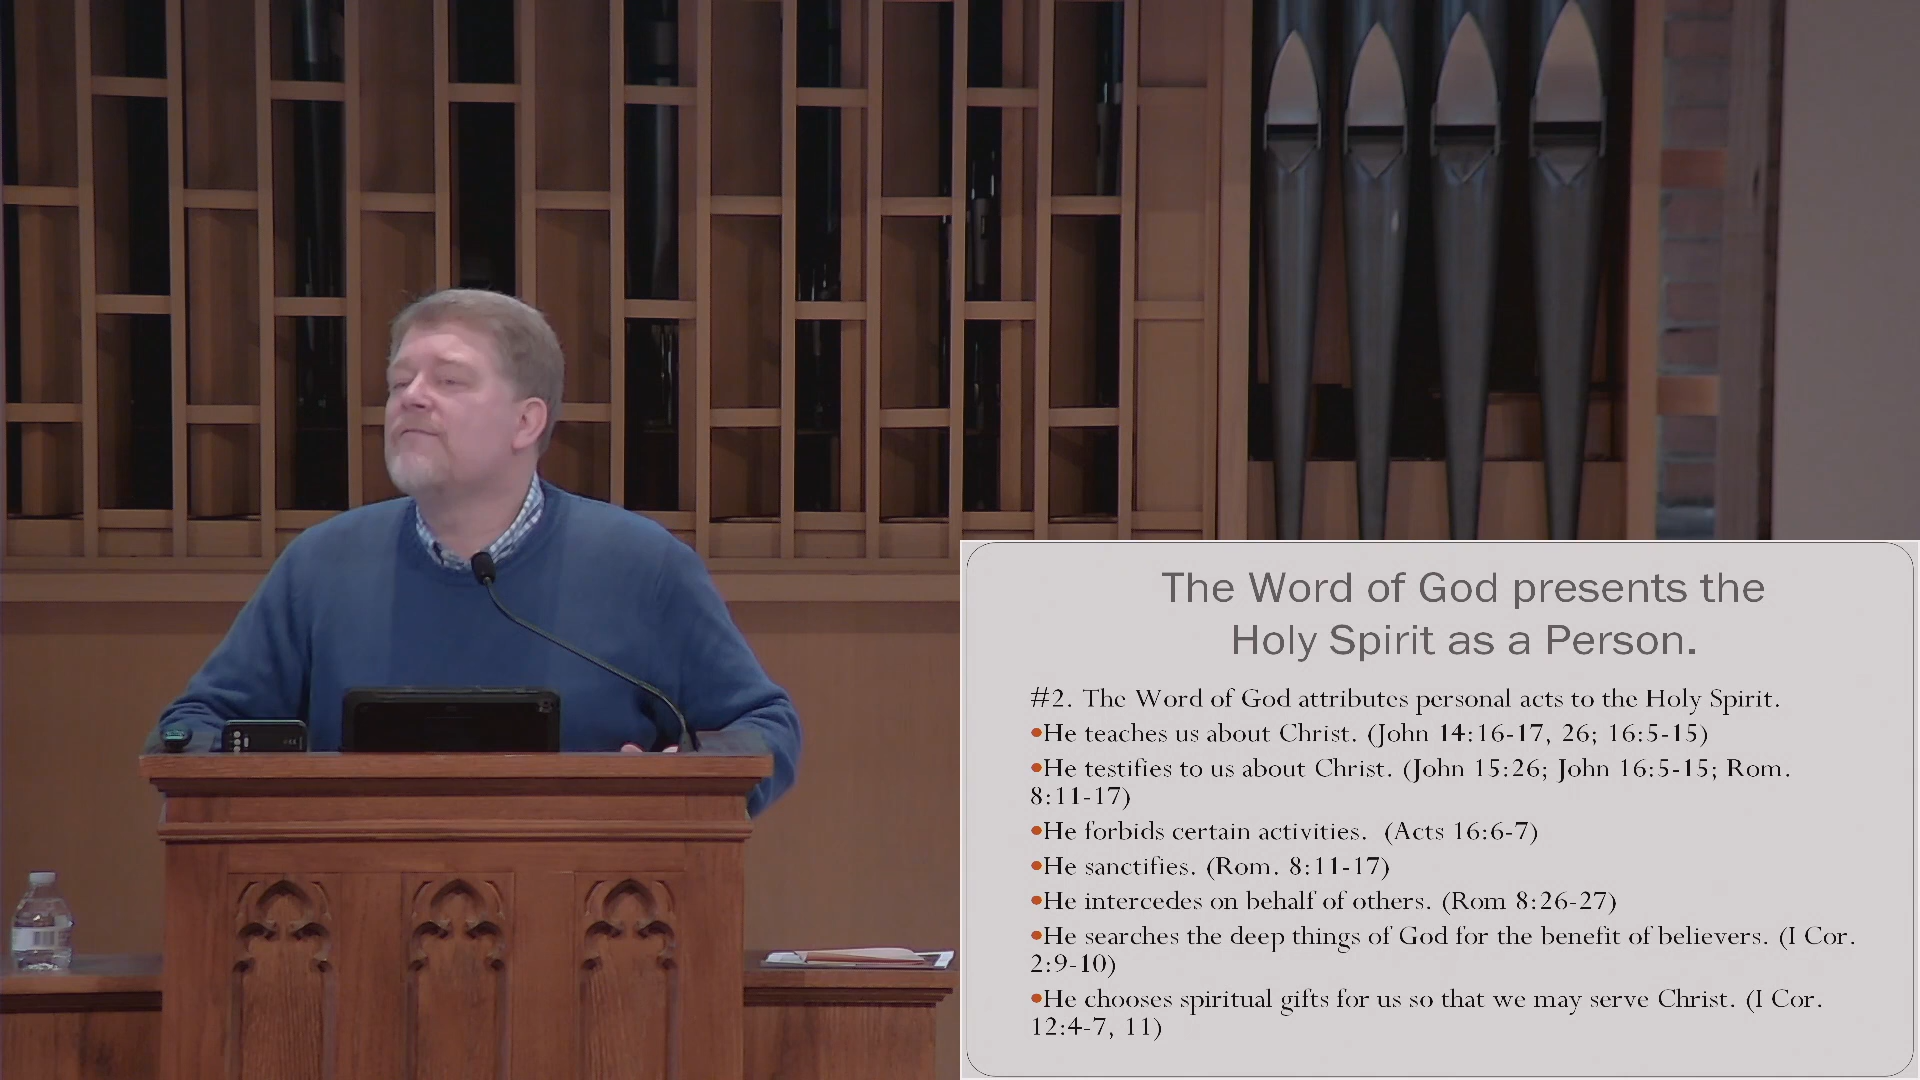 The Word of God presents the
Holy Spirit as a Person.
#2. The Word of God attributes personal acts to the Holy Spirit.
•He teaches us about Christ. (John 14:16-17, 26; 16:5-15)
•He testifies to us about Christ. (John 15:26; John 16:5-15; Rom.
8:11-17)
•He forbids certain activities.  (Acts 16:6-7)
•He sanctifies. (Rom. 8:11-17)
•He intercedes on behalf of others. (Rom 8:26-27)
•He searches the deep things of God for the benefit of believers. (I Cor.
2:9-10)
•He chooses spiritual gifts for us so that we may serve Christ. (I Cor.
12:4-7, 11)